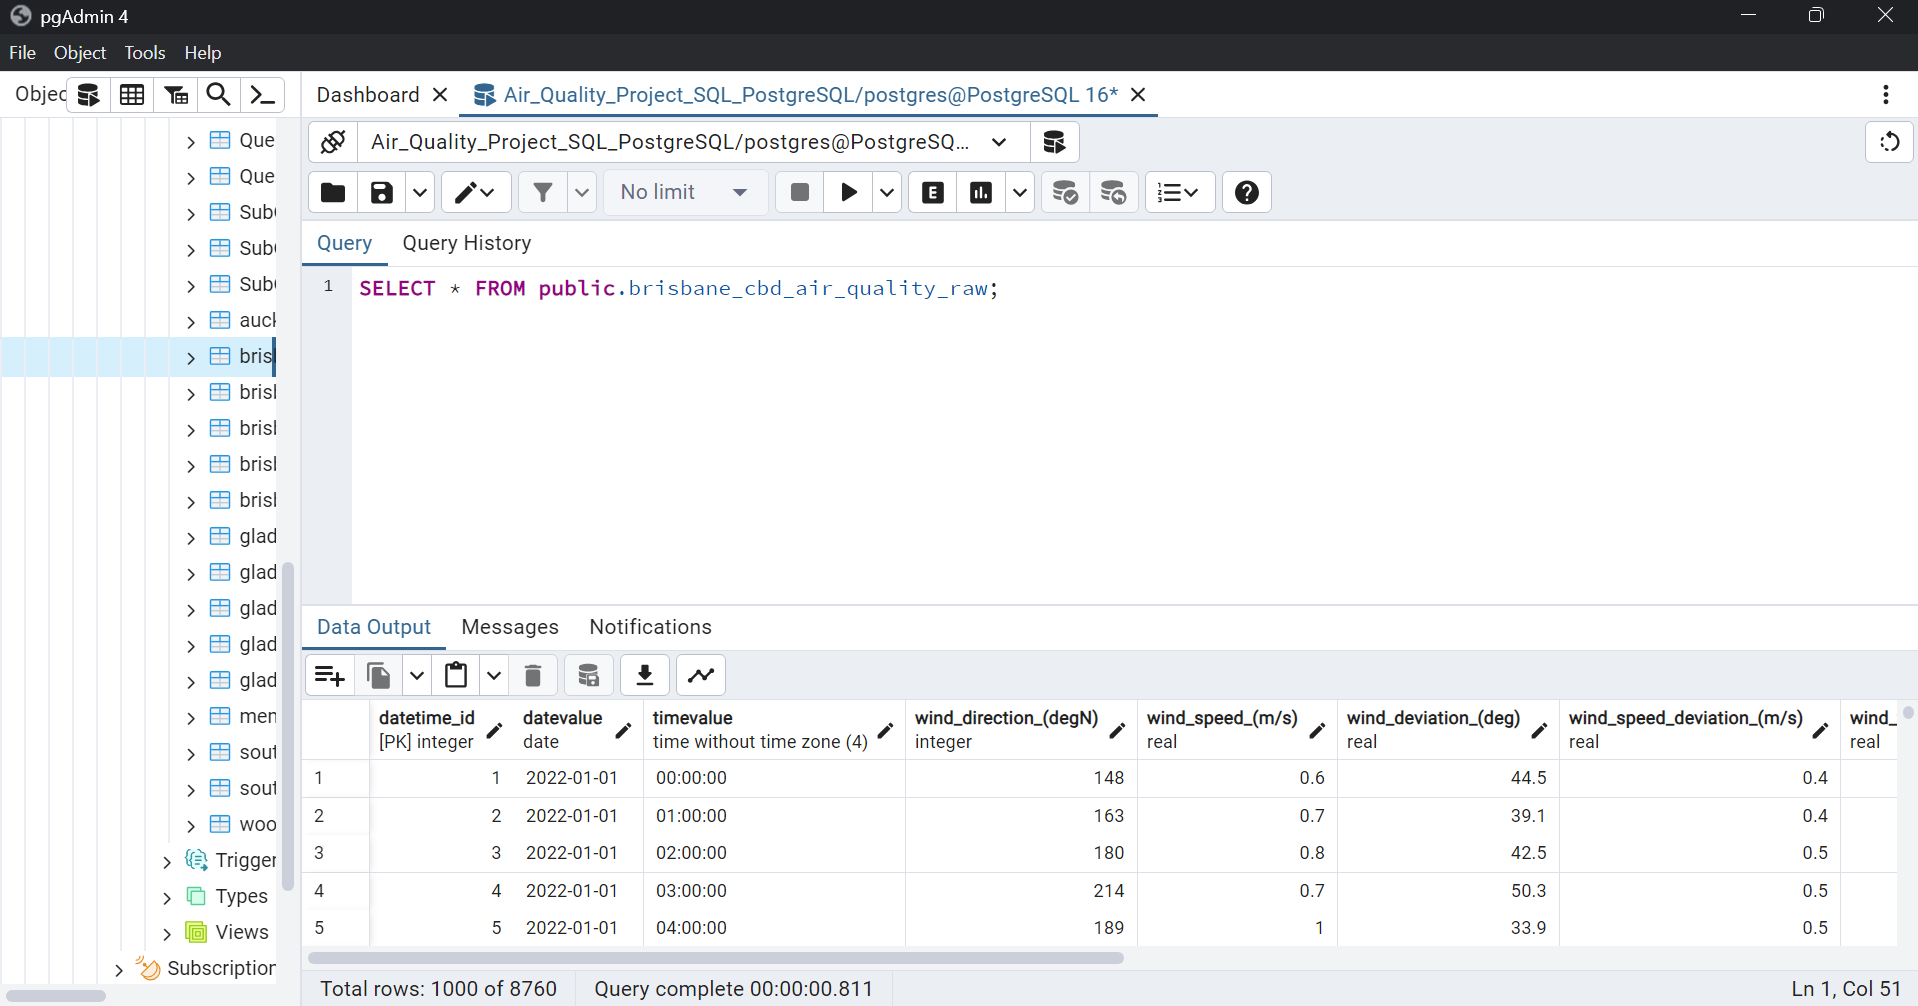 pgAdmin 4
File Object Tools Help
Objec
Dashboard
Air_Quality_Project_SQL_PostgreSQL/postgres@PostgreSQL 16*
Air_Quality_Project_SQL_PostgreSQL/postgres@PostgreSQ...
No limit
E
Query Query History
1 SELECT * FROM public.brisbane_cbd_air_quality_raw;
Que
Que
Sub
Sub
Sub
auc
bris
bris
bris
bris
bris
glad
glad
glad
glad
glad
mer
sout
sout
woo
Trigger
Types
Views
Subscription
Data Output Messages Notifications
datetime_id datevalue timevalue wind_direction_(degN) wind_speed_(m/s) wind_deviation_(deg) wind_speed_deviation_(m/s) wind_
[PK] integer date time without time zone (4) integer real real real real
1 1 2022-01-01 00:00:00 148 0.6 44.5 0.4
2 2 2022-01-01 01:00:00 163 0.7 39.1 0.4
3 3 2022-01-01 02:00:00 180 0.8 42.5 0.5
4 4 2022-01-01 03:00:00 214 0.7 50.3 0.5
5 5 2022-01-01 04:00:00 189 1 33.9 0.5
Total rows: 1000 of 8760 Query complete 00:00:00.811 Ln 1, Col 51